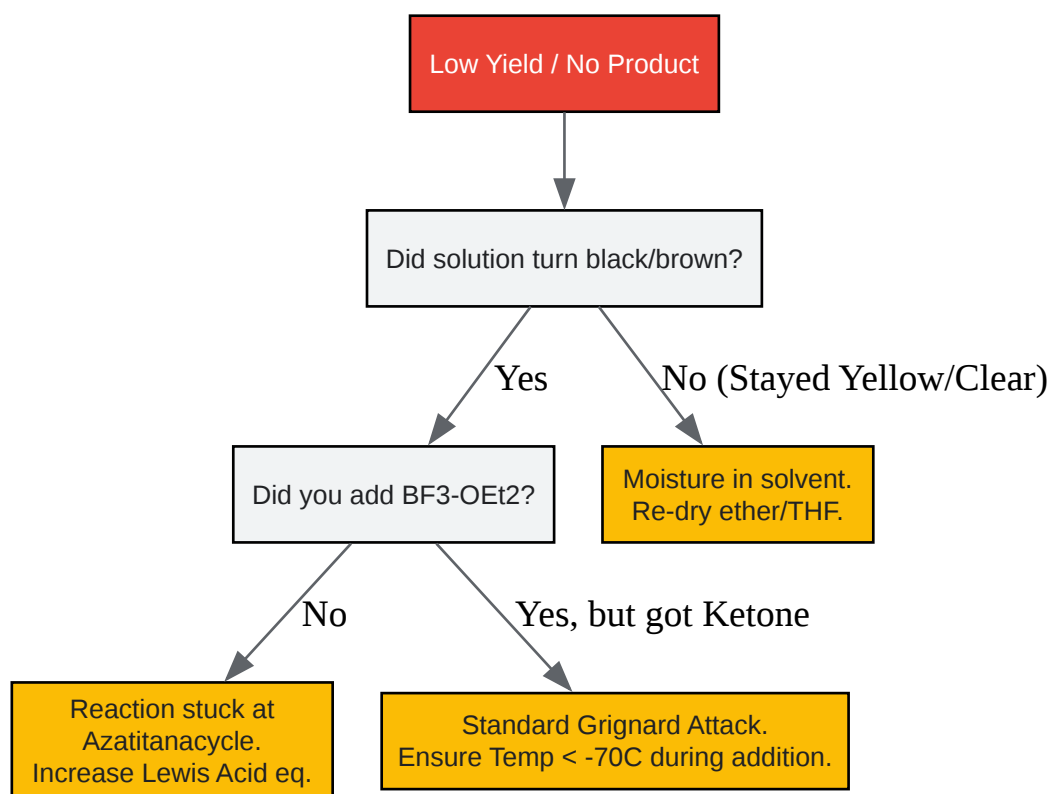 Low Yield / No Product
Did solution turn black/brown?
Yes
No (Stayed Yellow/Clear)
Did you add BF3-OEt2?
Moisture in solvent.
Re-dry ether/THF.
No
Yes, but got Ketone
Reaction stuck at
Azatitanacycle.
Increase Lewis Acid eq.
Standard Grignard Attack.
Ensure Temp < -70C during addition.